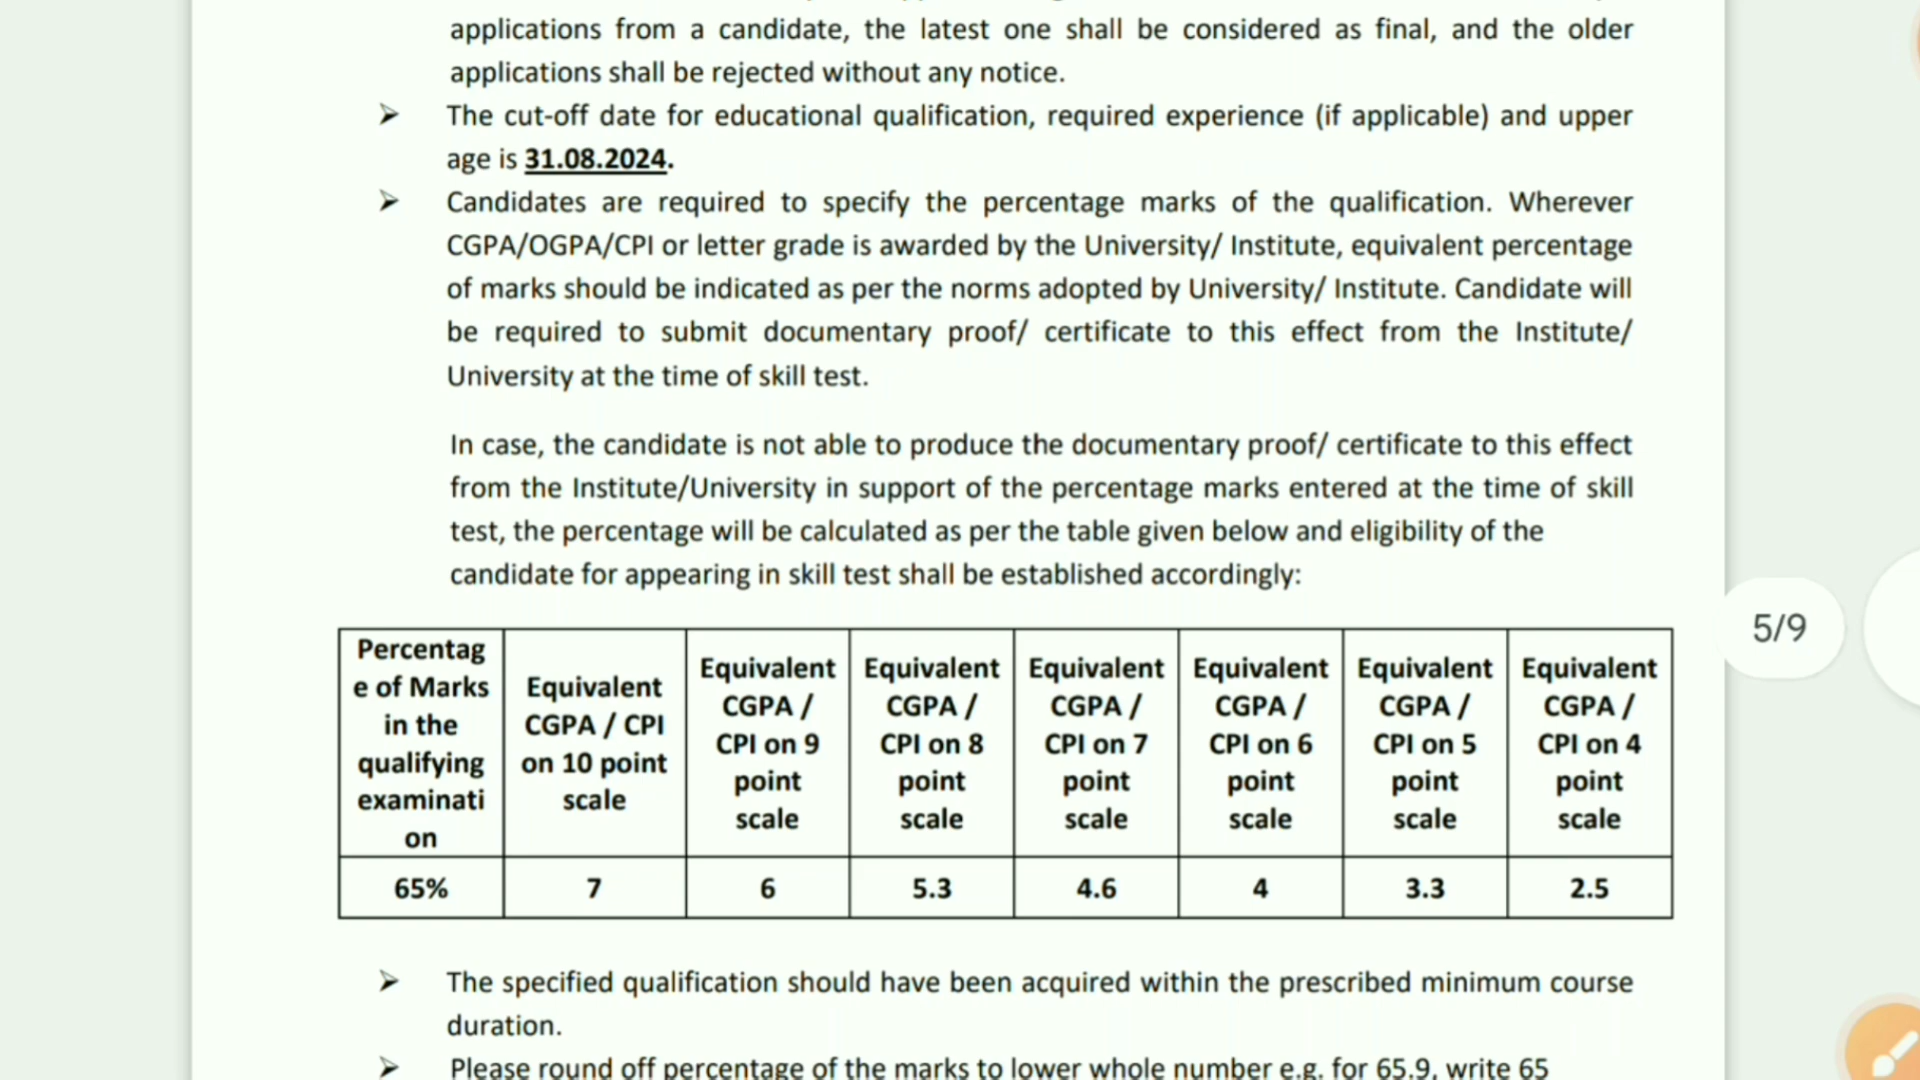 applications from a candidate, the latest one shall be considered as final, and the older
applications shall be rejected without any notice.
➢ The cut-off date for educational qualification, required experience (if applicable) and upper
age is 31.08.2024.
➢ Candidates are required to specify the percentage marks of the qualification. Wherever
CGPA/OGPA/CPI or letter grade is awarded by the University/ Institute, equivalent percentage
of marks should be indicated as per the norms adopted by University/ Institute. Candidate will
be required to submit documentary proof/ certificate to this effect from the Institute/
University at the time of skill test.
In case, the candidate is not able to produce the documentary proof/ certificate to this effect
from the Institute/University in support of the percentage marks entered at the time of skill
test, the percentage will be calculated as per the table given below and eligibility of the
candidate for appearing in skill test shall be established accordingly:
Percentag
e of Marks
in the
qualifying
examinati
on
Equivalent
CGPA / CPI
on 10 point
scale
Equivalent
CGPA /
CPI on 9
point
scale
Equivalent
CGPA /
CPI on 8
point
scale
Equivalent
CGPA /
CPI on 7
point
scale
Equivalent
CGPA /
CPI on 6
point
scale
Equivalent
CGPA /
CPI on 5
point
scale
Equivalent
CGPA /
CPI on 4
point
scale
65% 7 6 5.3 4.6 4 3.3 2.5
5/9
➢ The specified qualification should have been acquired within the prescribed minimum course
duration.
➢ Please round off percentage of the marks to lower whole number e.g. for 65.9, write 65